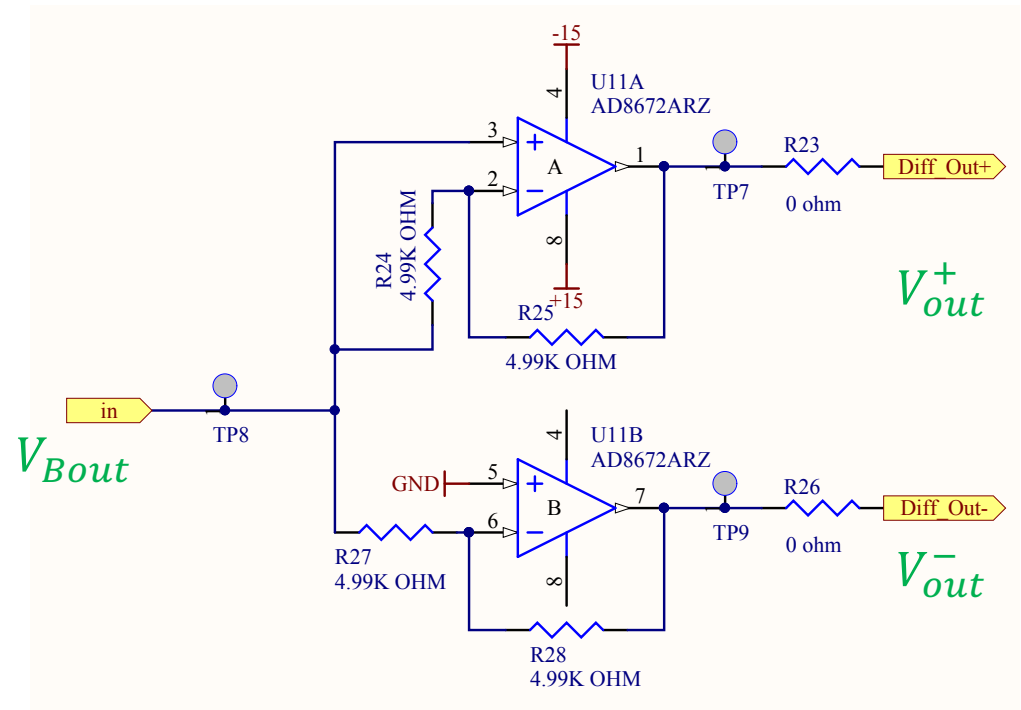 -15
4
U11A
AD8672ARZ
3
+
A
1
2
−
TP7
R23
0 ohm
Diff_Out+
R24
4.99K OHM
8
+15
R25
4.99K OHM
V⁺out
in
TP8
VBout
4
U11B
AD8672ARZ
GND
5
+
B
7
6
−
TP9
R26
0 ohm
Diff_Out-
R27
4.99K OHM
8
V⁻out
R28
4.99K OHM